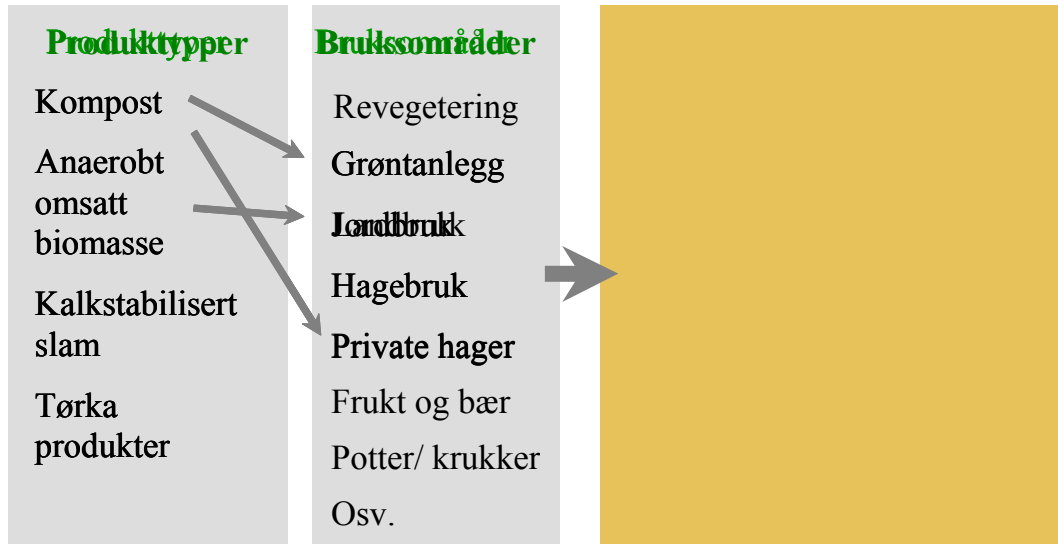 Produkttyper
Kompost
Anaerobt
omsatt
biomasse
Kalkstabilisert
slam
Tørka
produkter
Bruksområder
Revegetering
Grøntanlegg
Hagebruk
Private hager
Frukt og bær
Potter/ krukker
Osv.